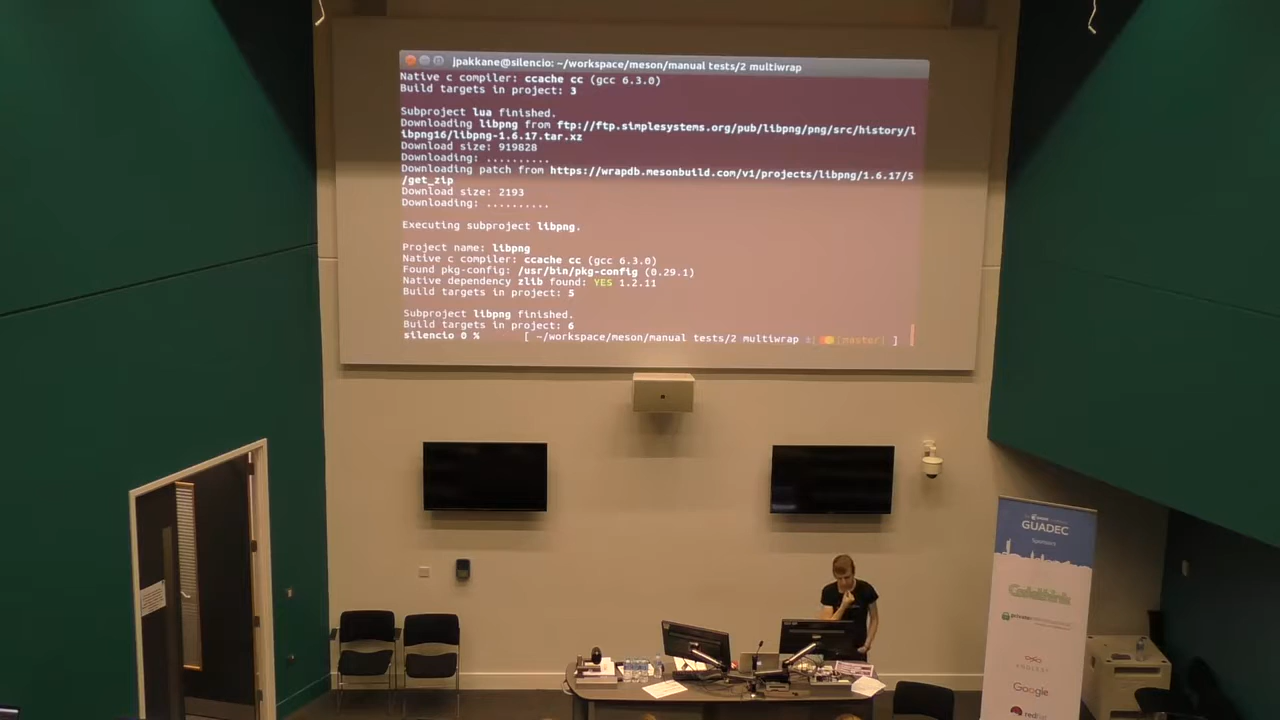 jpakkane@silencio: ~/workspace/meson/manual tests/2 multiwrap
Native c compiler: ccache cc (gcc 6.3.0)
Build targets in project: 3
Subproject lua finished.
Downloading libpng from ftp://ftp.simplesystems.org/pub/libpng/png/src/history/l
ibpng16/libpng-1.6.17.tar.xz
Download size: 919828
Downloading: ..........
Downloading patch from https://wrapdb.mesonbuild.com/v1/projects/libpng/1.6.17/5
/get_zip
Download size: 2193
Downloading: ..........
Executing subproject libpng.
Project name: libpng
Native c compiler: ccache cc (gcc 6.3.0)
Found pkg-config: /usr/bin/pkg-config (0.29.1)
Native dependency zlib found: YES 1.2.11
Build targets in project: 5
Subproject libpng finished.
Build targets in project: 6
silencio 0 % [ ~/workspace/meson/manual tests/2 multiwrap ±[master] ]
GUADEC
Sponsors
Codethink
Google